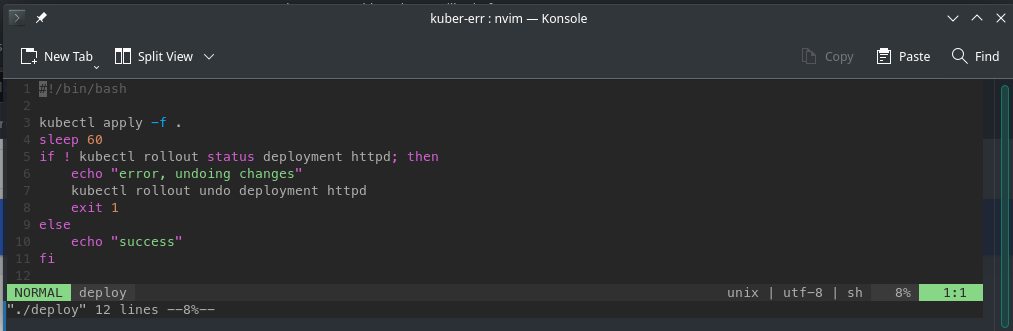 kuber-err : nvim — Konsole
New Tab Split View Copy Paste Find
1 #!/bin/bash
2
3 kubectl apply -f .
4 sleep 60
5 if ! kubectl rollout status deployment httpd; then
6     echo "error, undoing changes"
7     kubectl rollout undo deployment httpd
8     exit 1
9 else
10     echo "success"
11 fi
12
NORMAL deploy unix | utf-8 | sh 8% 1:1
"./deploy" 12 lines --8%--